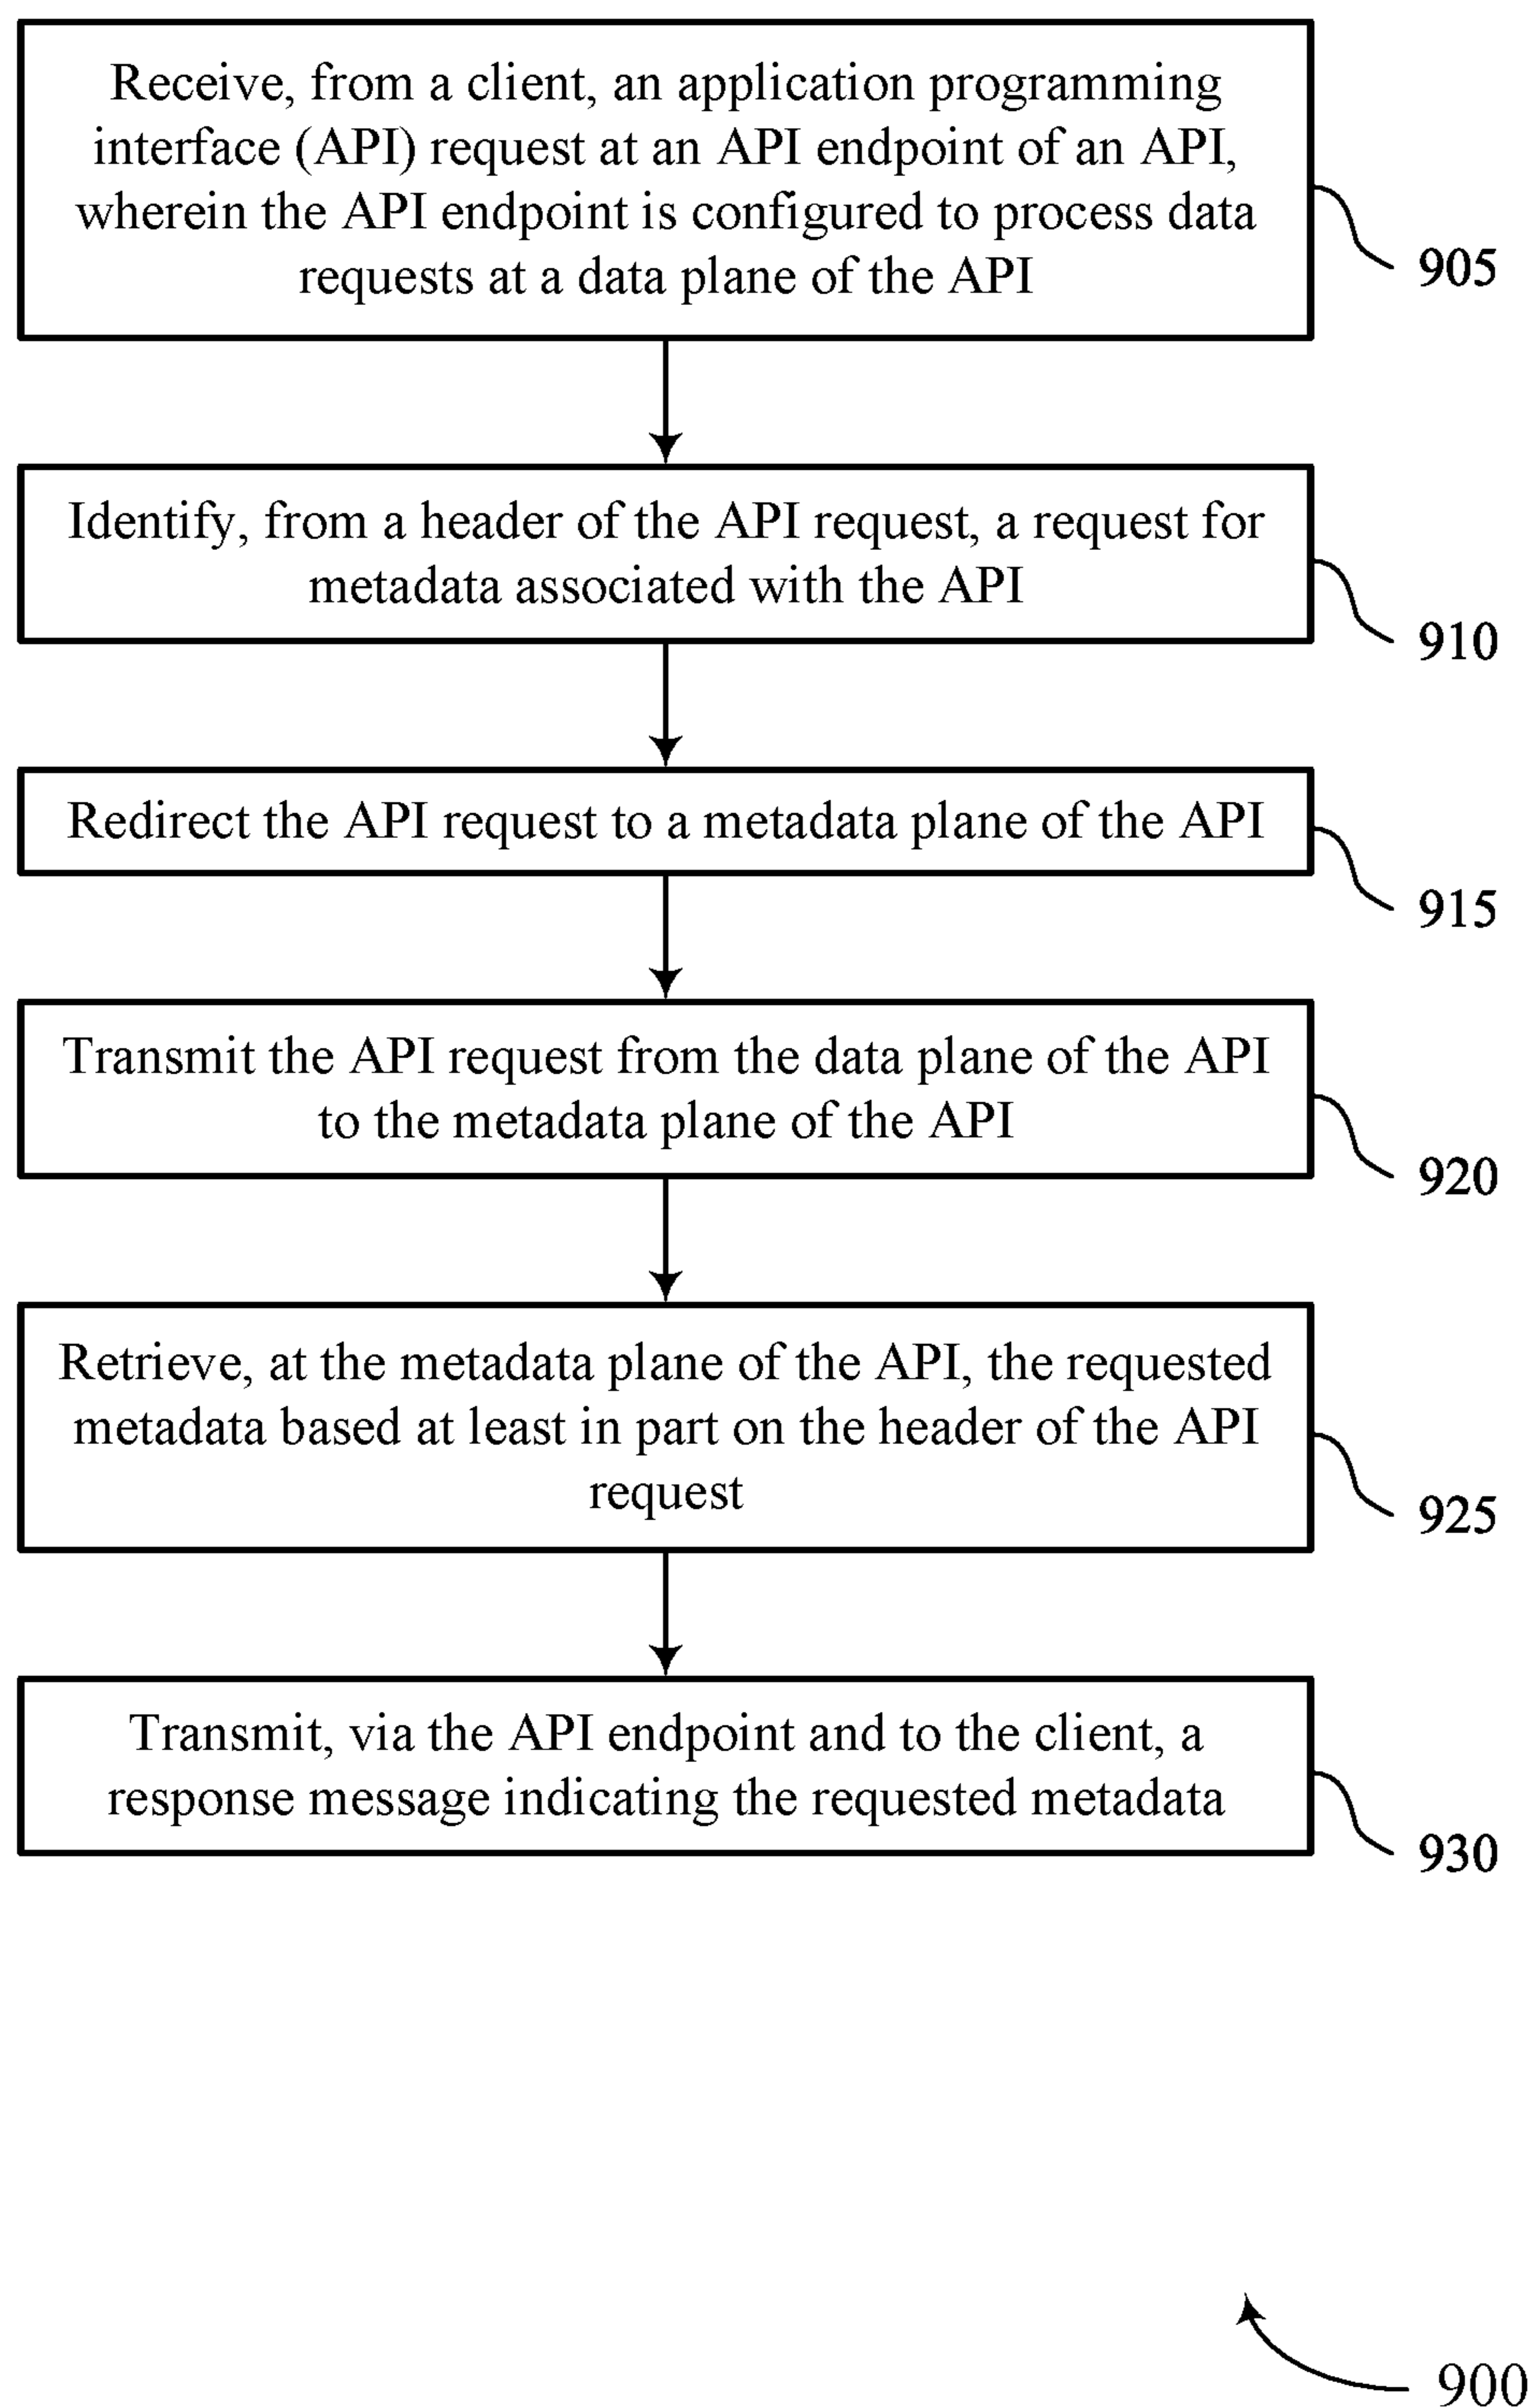 Receive, from a client, an application programming
interface (API) request at an API endpoint of an API,
wherein the API endpoint is configured to process data
requests at a data plane of the API
905
Identify, from a header of the API request, a request for
metadata associated with the API
910
Redirect the API request to a metadata plane of the API
915
Transmit the API request from the data plane of the API
to the metadata plane of the API
920
Retrieve, at the metadata plane of the API, the requested
metadata based at least in part on the header of the API
request
925
Transmit, via the API endpoint and to the client, a
response message indicating the requested metadata
930
900